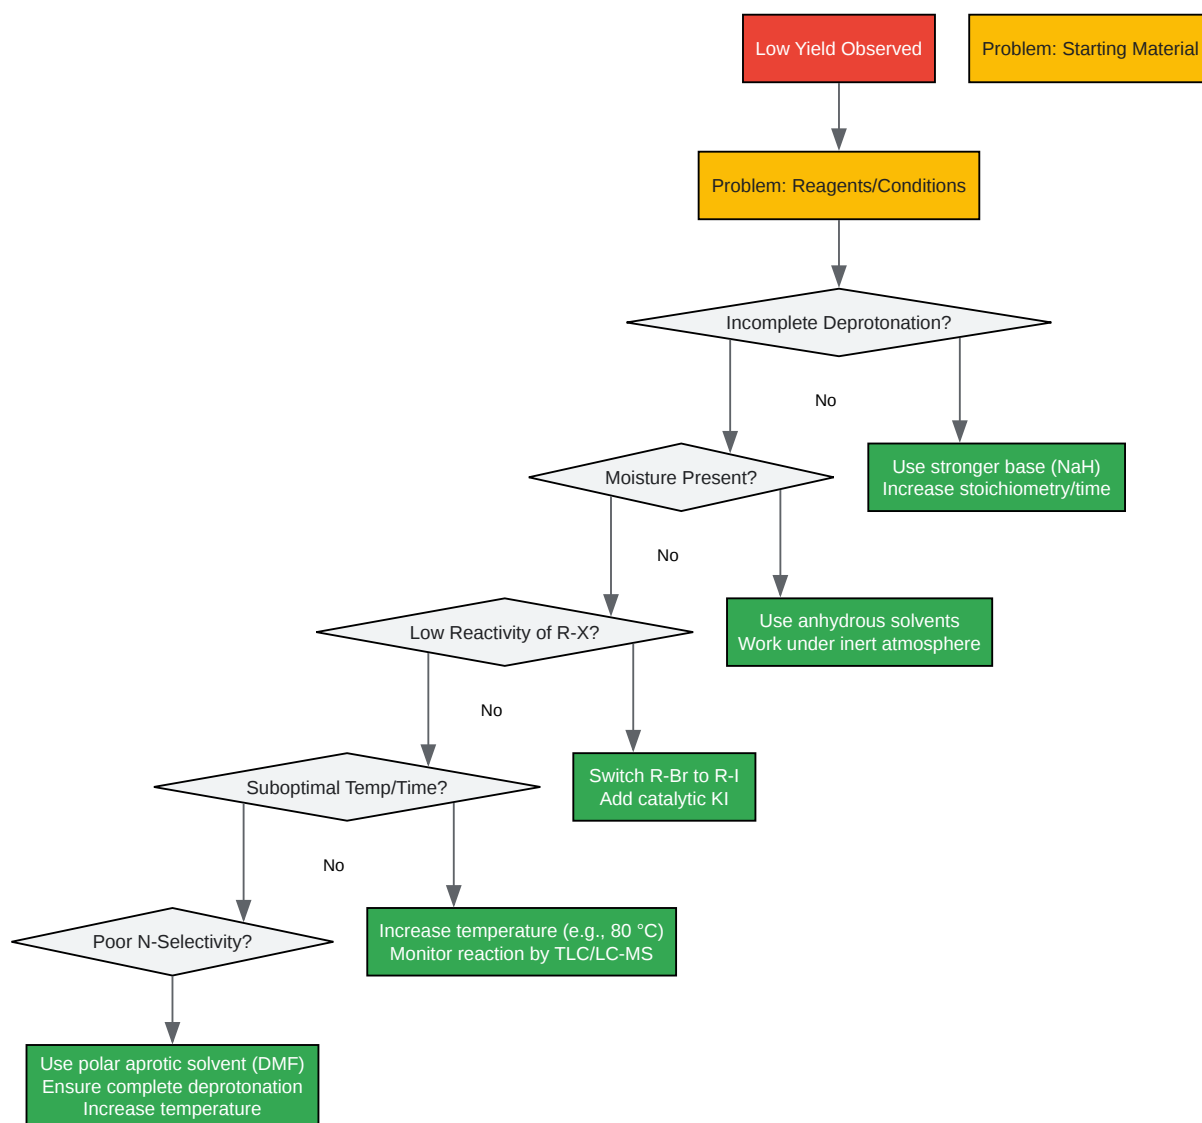 Low Yield Observed
Problem: Starting Material
Problem: Reagents/Conditions
Incomplete Deprotonation?
No
Moisture Present?
Use stronger base (NaH)
Increase stoichiometry/time
No
Low Reactivity of R-X?
Use anhydrous solvents
Work under inert atmosphere
No
Suboptimal Temp/Time?
Switch R-Br to R-I
Add catalytic KI
No
Poor N-Selectivity?
Increase temperature (e.g., 80 °C)
Monitor reaction by TLC/LC-MS
Use polar aprotic solvent (DMF)
Ensure complete deprotonation
Increase temperature